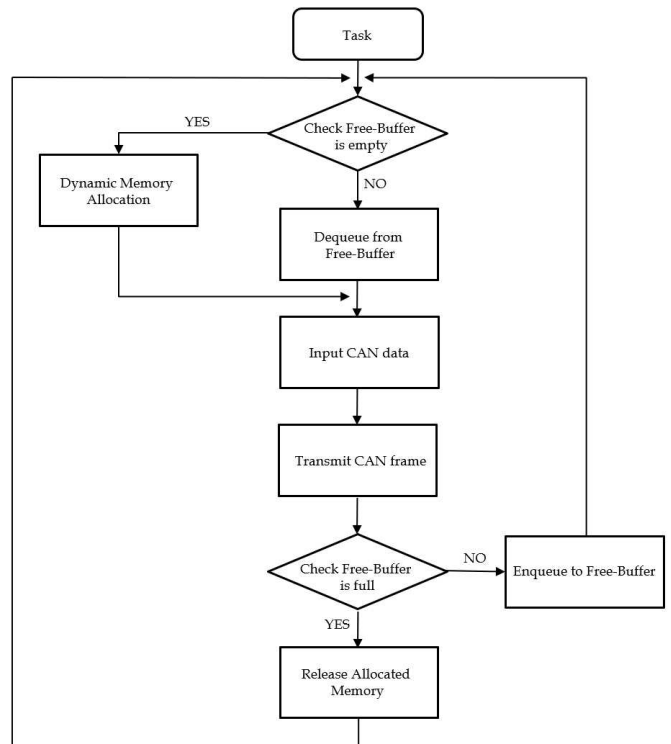 Task
Check Free-Buffer
is empty
YES
NO
Dynamic Memory
Allocation
Dequeue from
Free-Buffer
Input CAN data
Transmit CAN frame
Check Free-Buffer
is full
NO
Enqueue to Free-Buffer
YES
Release Allocated
Memory